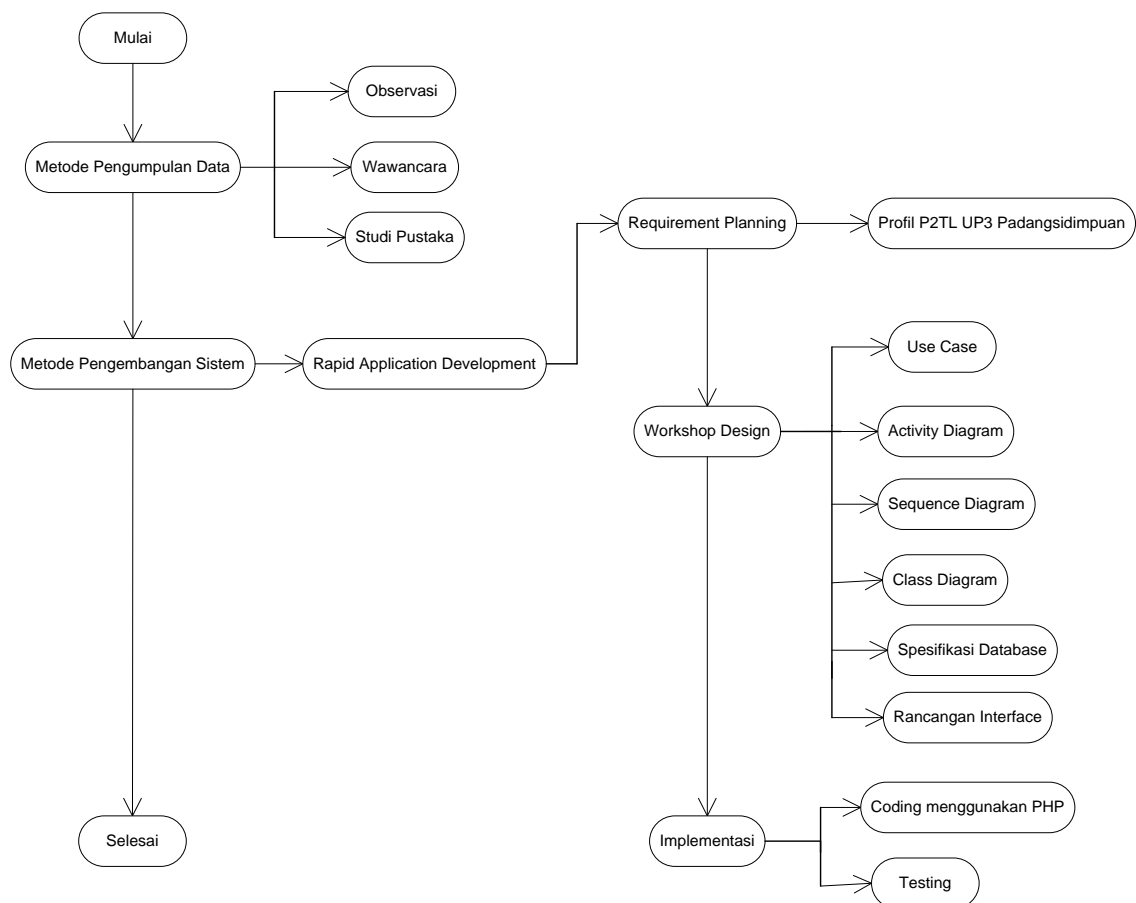 Mulai
Metode Pengumpulan Data
Observasi
Wawancara
Studi Pustaka
Metode Pengembangan Sistem
Rapid Application Development
Requirement Planning
Profil P2TL UP3 Padangsidimpuan
Workshop Design
Use Case
Activity Diagram
Sequence Diagram
Class Diagram
Spesifikasi Database
Rancangan Interface
Implementasi
Coding menggunakan PHP
Testing
Selesai